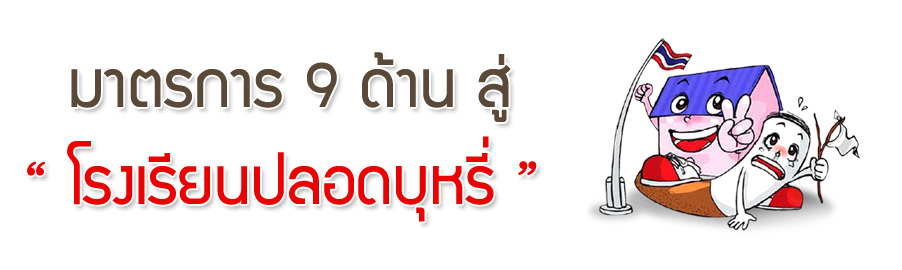 มาตรการ 9 ด้าน สู่
“ โรงเรียนปลอดบุหรี่ ”